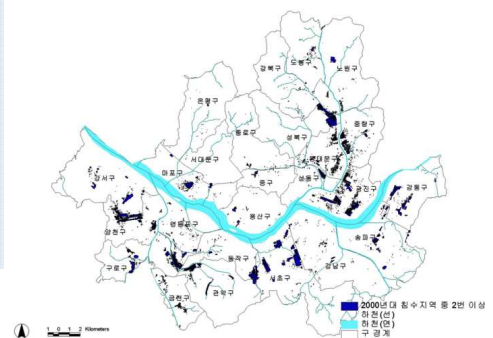 도봉구
강북구
노원구
은평구
중랑구
종로구
성북구
서대문구
동대문구
마포구
성동구
중구
강서구
광진구
강동구
용산구
영등포구
양천구
송파구
동작구
강남구
구로구
서초구
관악구
금천구
2000년대 침수지역 중 2번 이상
하천(선)
하천(면)
구 경계
1 0 1 2 Kilometers